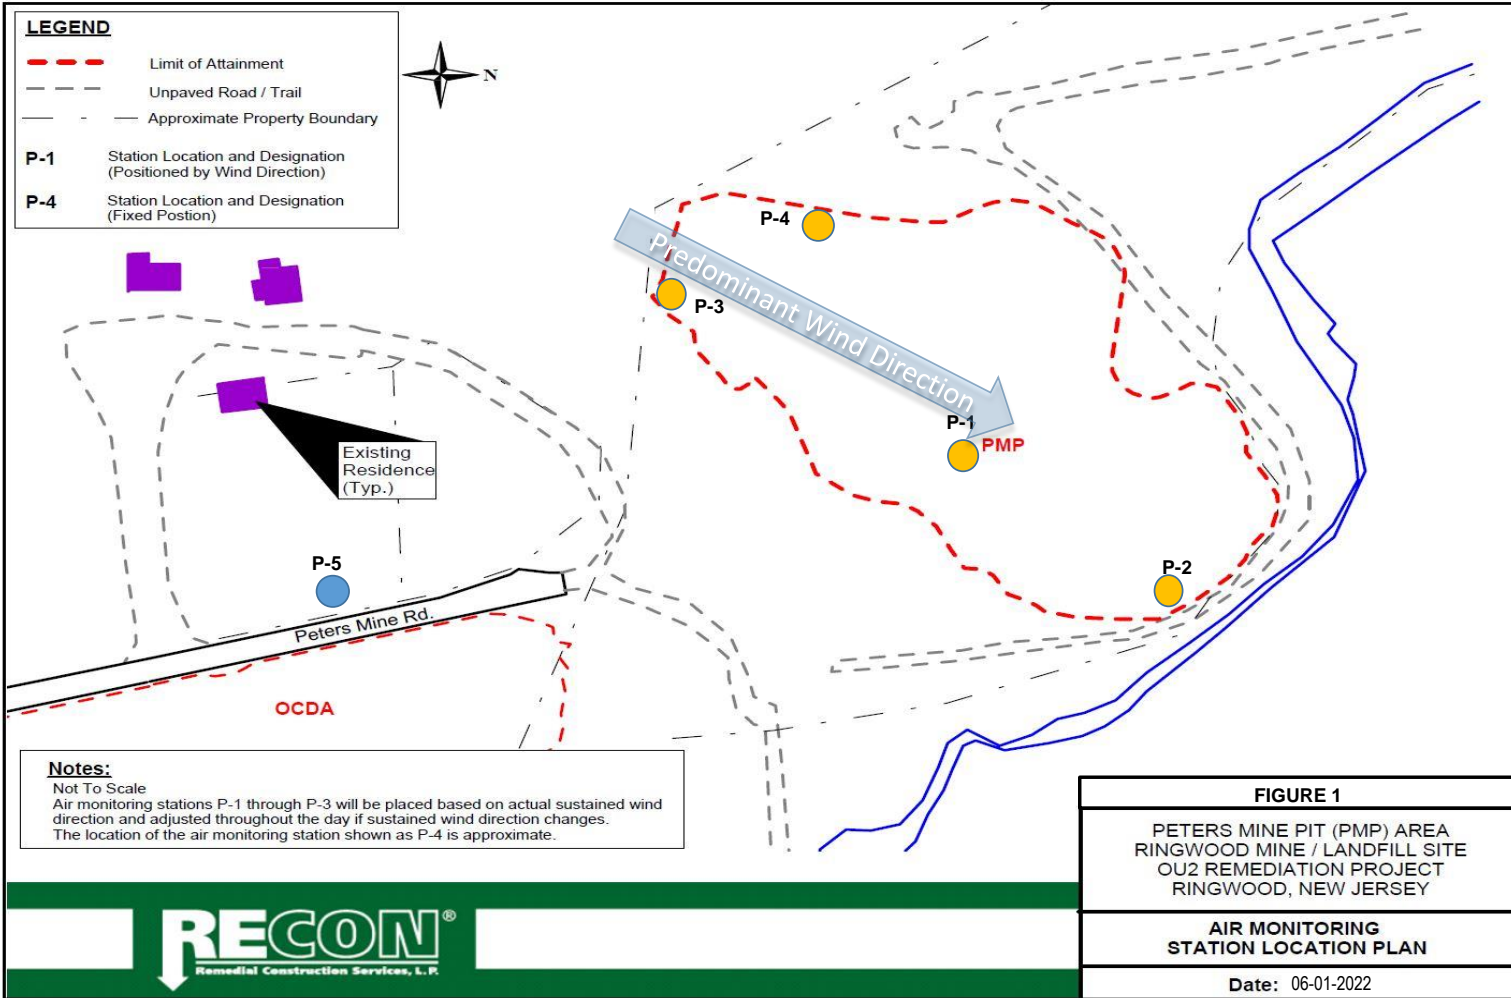 LEGEND
Limit of Attainment
Unpaved Road / Trail
Approximate Property Boundary
P-1 Station Location and Designation
(Positioned by Wind Direction)
P-4 Station Location and Designation
(Fixed Postion)
N
P-4
P-3
Predominant Wind Direction
P-1
PMP
Existing
Residence
(Typ.)
P-5
P-2
Peters Mine Rd.
OCDA
Notes:
Not To Scale
Air monitoring stations P-1 through P-3 will be placed based on actual sustained wind
direction and adjusted throughout the day if sustained wind direction changes.
The location of the air monitoring station shown as P-4 is approximate.
RECON®
Remedial Construction Services, L.P.
FIGURE 1
PETERS MINE PIT (PMP) AREA
RINGWOOD MINE / LANDFILL SITE
OU2 REMEDIATION PROJECT
RINGWOOD, NEW JERSEY
AIR MONITORING
STATION LOCATION PLAN
Date: 06-01-2022